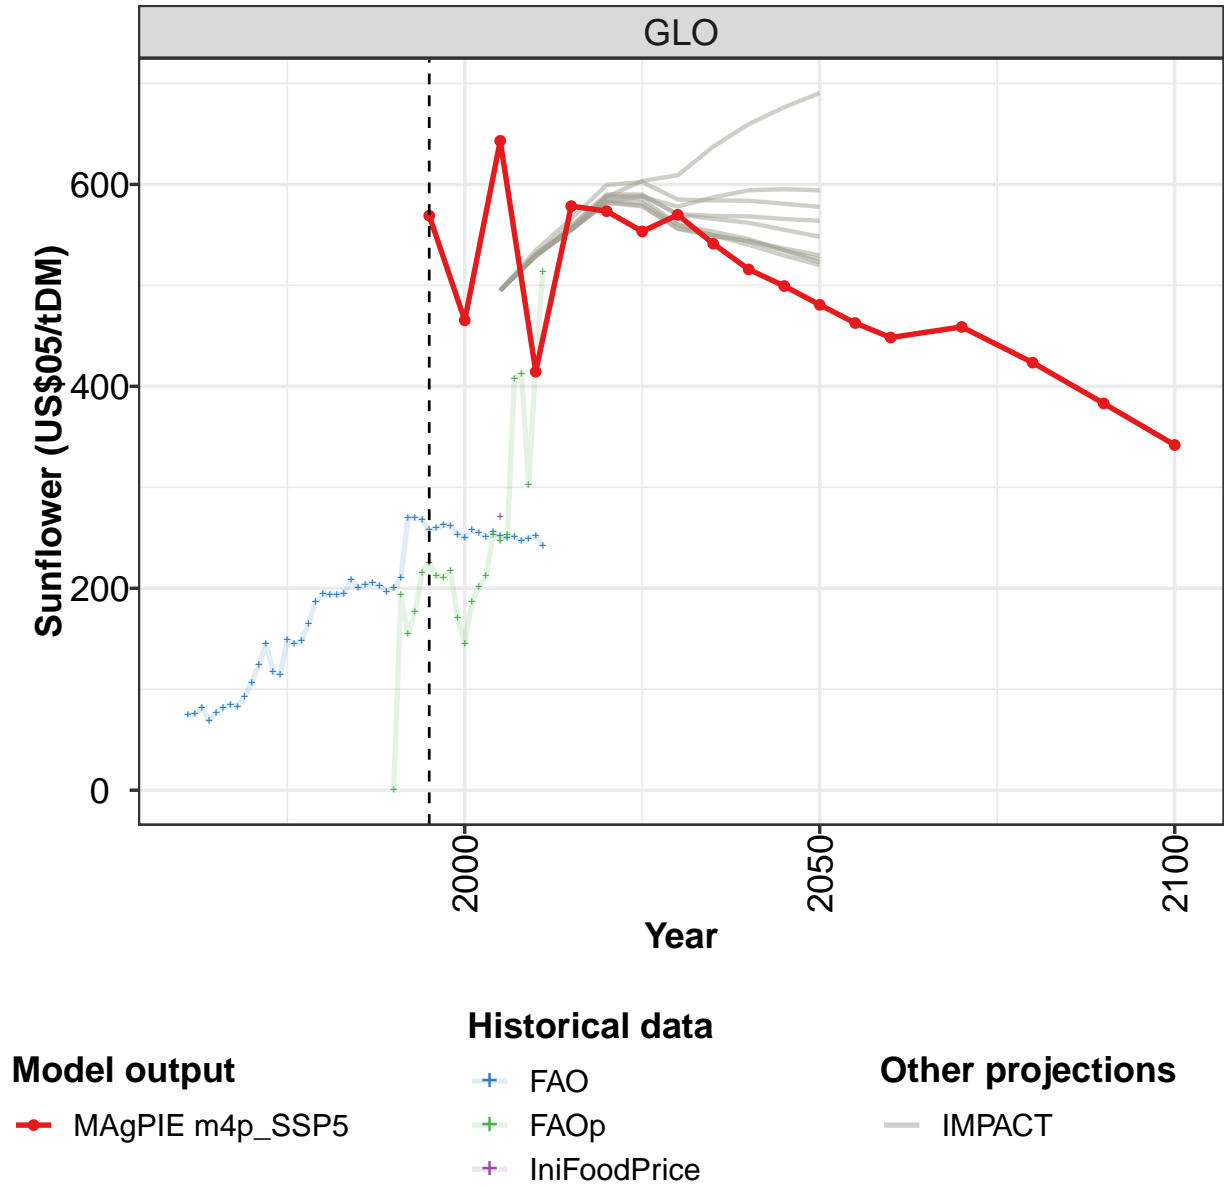 GLO
Sunflower (US$05/tDM)
600
400
200
0
2000
2050
2100
Year
Model output
MAgPIE m4p_SSP5
Historical data
FAO
FAOp
IniFoodPrice
Other projections
IMPACT